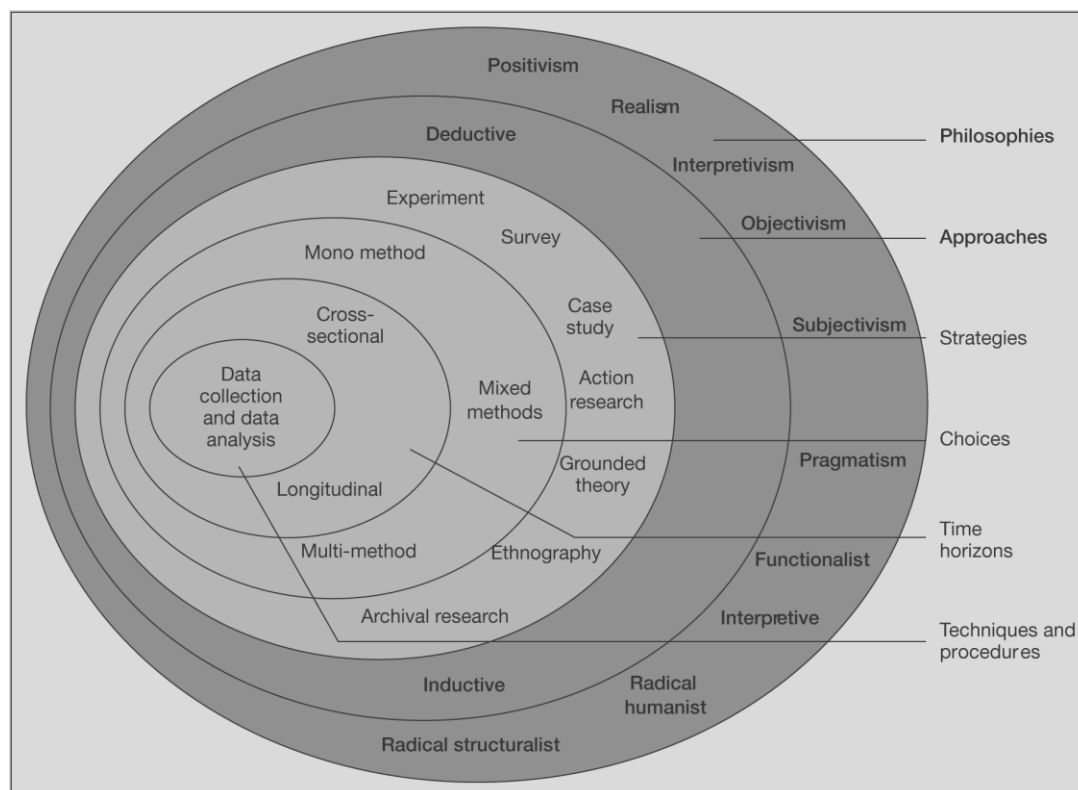 Positivism
Realism
Philosophies
Deductive
Interpretivism
Experiment
Objectivism
Approaches
Survey
Mono method
Cross-
sectional
Case
study
Subjectivism
Strategies
Data
collection
and data
analysis
Mixed
methods
Action
research
Choices
Pragmatism
Grounded
theory
Longitudinal
Time
horizons
Multi-method
Ethnography
Functionalist
Archival research
Interpretive
Techniques and
procedures
Inductive
Radical
humanist
Radical structuralist